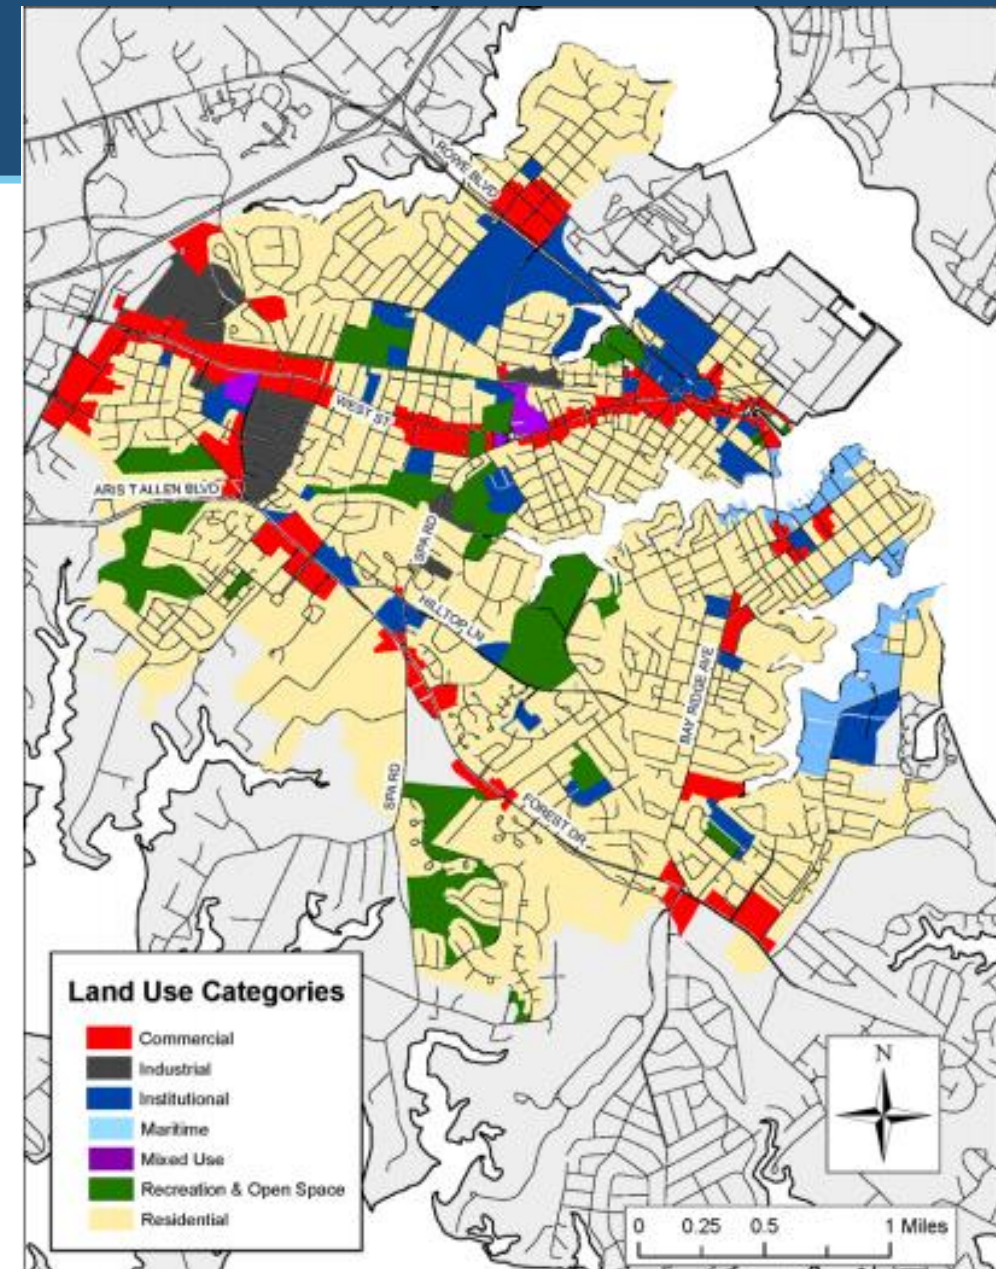 ROWE BLVD
WEST ST
ARIS T ALLEN BLVD
SPA RD
HILLTOP LN
BAY RIDGE AVE
SPA RD
FOREST DR
Land Use Categories
Commercial
Industrial
Institutional
Maritime
Mixed Use
Recreation & Open Space
Residential
N
0 0.25 0.5 1 Miles